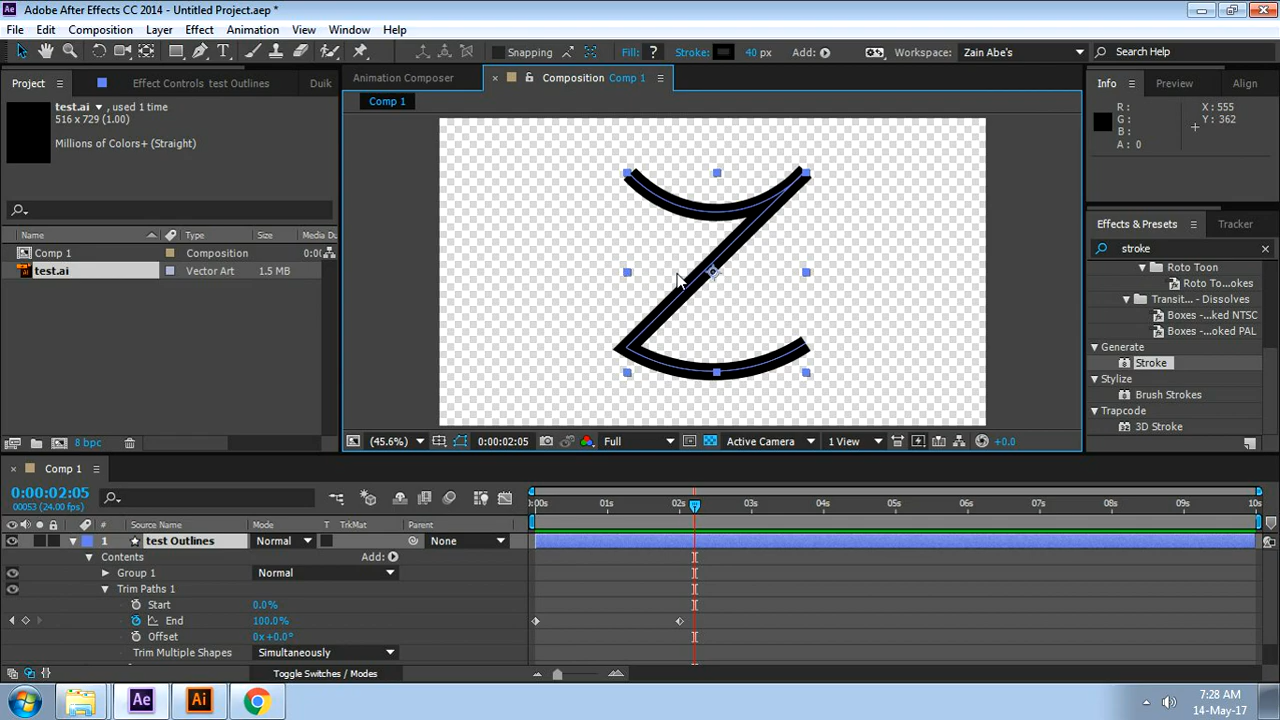 Adobe After Effects CC 2014 - Untitled Project.aep *
File Edit Composition Layer Effect Animation View Window Help
Snapping Fill: ? Stroke: 40 px Add: Workspace: Zain Abe's Search Help
Project Effect Controls test Outlines Duik
Animation Composer Composition Comp 1
Info Preview Align
Comp 1
test.ai , used 1 time
516 x 729 (1.00)
Millions of Colors+ (Straight)
R : X : 555
G : Y : 362
B :
A : 0
Name Type Size Media Du
Comp 1 Composition 0:00
test.ai Vector Art 1.5 MB
Effects & Presets Tracker
stroke
Roto Toon
Roto To...okes
Transit... - Dissolves
Boxes -...ked NTSC
Boxes -...oked PAL
Generate
Stroke
Stylize
Brush Strokes
Trapcode
3D Stroke
8 bpc
(45.6%) 0:00:02:05 Full Active Camera 1 View +0.0
Comp 1
0:00:02:05
00053 (24.00 fps)
:00s 01s 02s 03s 04s 05s 06s 07s 08s 09s 10s
# Source Name Mode T TrkMat Parent
1 test Outlines Normal None
Contents Add:
Group 1 Normal
Trim Paths 1
Start 0.0%
End 100.0%
Offset 0x+0.0°
Trim Multiple Shapes Simultaneously
Toggle Switches / Modes
Ae Ai
7:28 AM
14-May-17